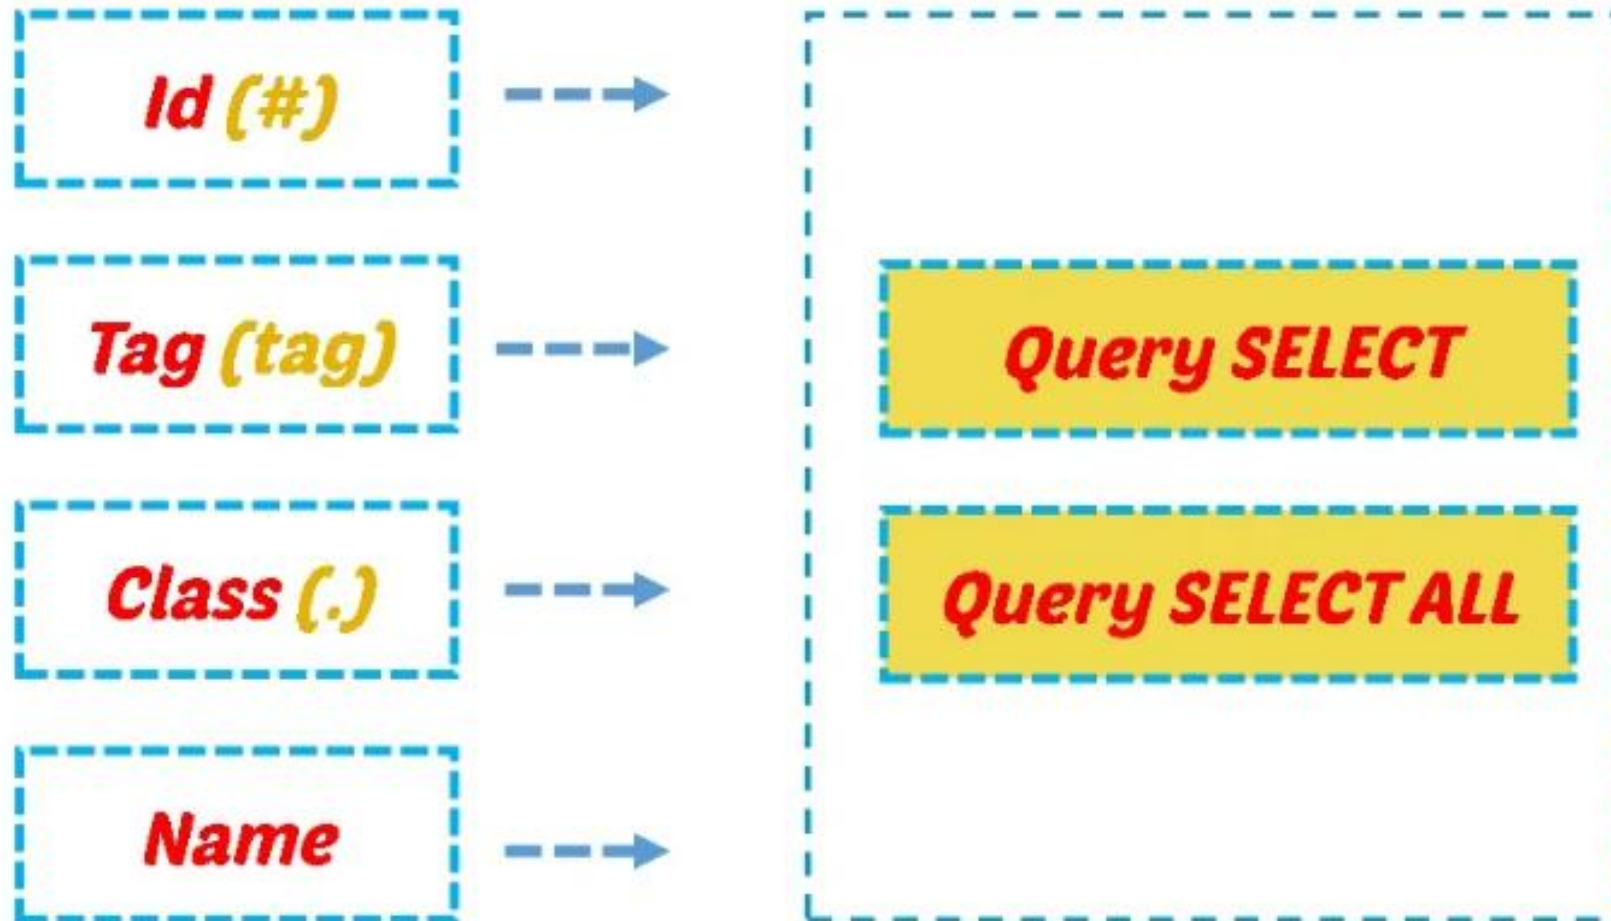 Id (#)
Tag (tag)
Class (.)
Name
Query SELECT
Query SELECT ALL